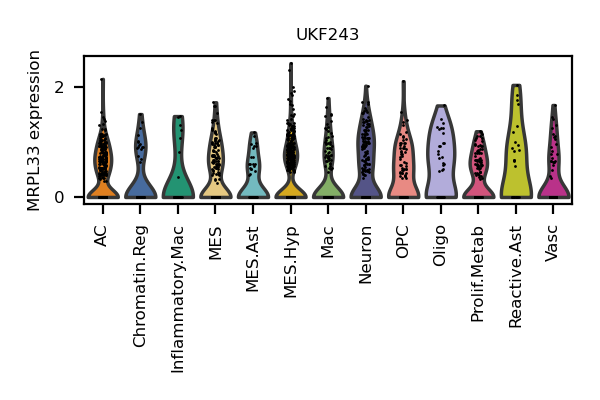 UKF243
MRPL33 expression
2
0
AC
Chromatin.Reg
Inflammatory.Mac
MES
MES.Ast
MES.Hyp
Mac
Neuron
OPC
Oligo
Prolif.Metab
Reactive.Ast
Vasc